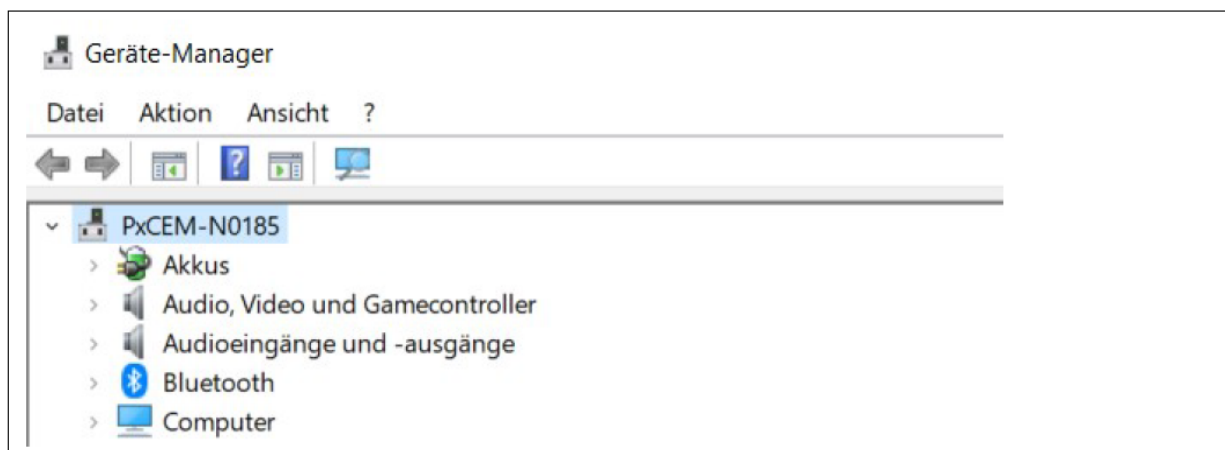 Geräte-Manager
Datei Aktion Ansicht ?
PxCEM-N0185
Akkus
Audio, Video und Gamecontroller
Audioeingänge und -ausgänge
Bluetooth
Computer